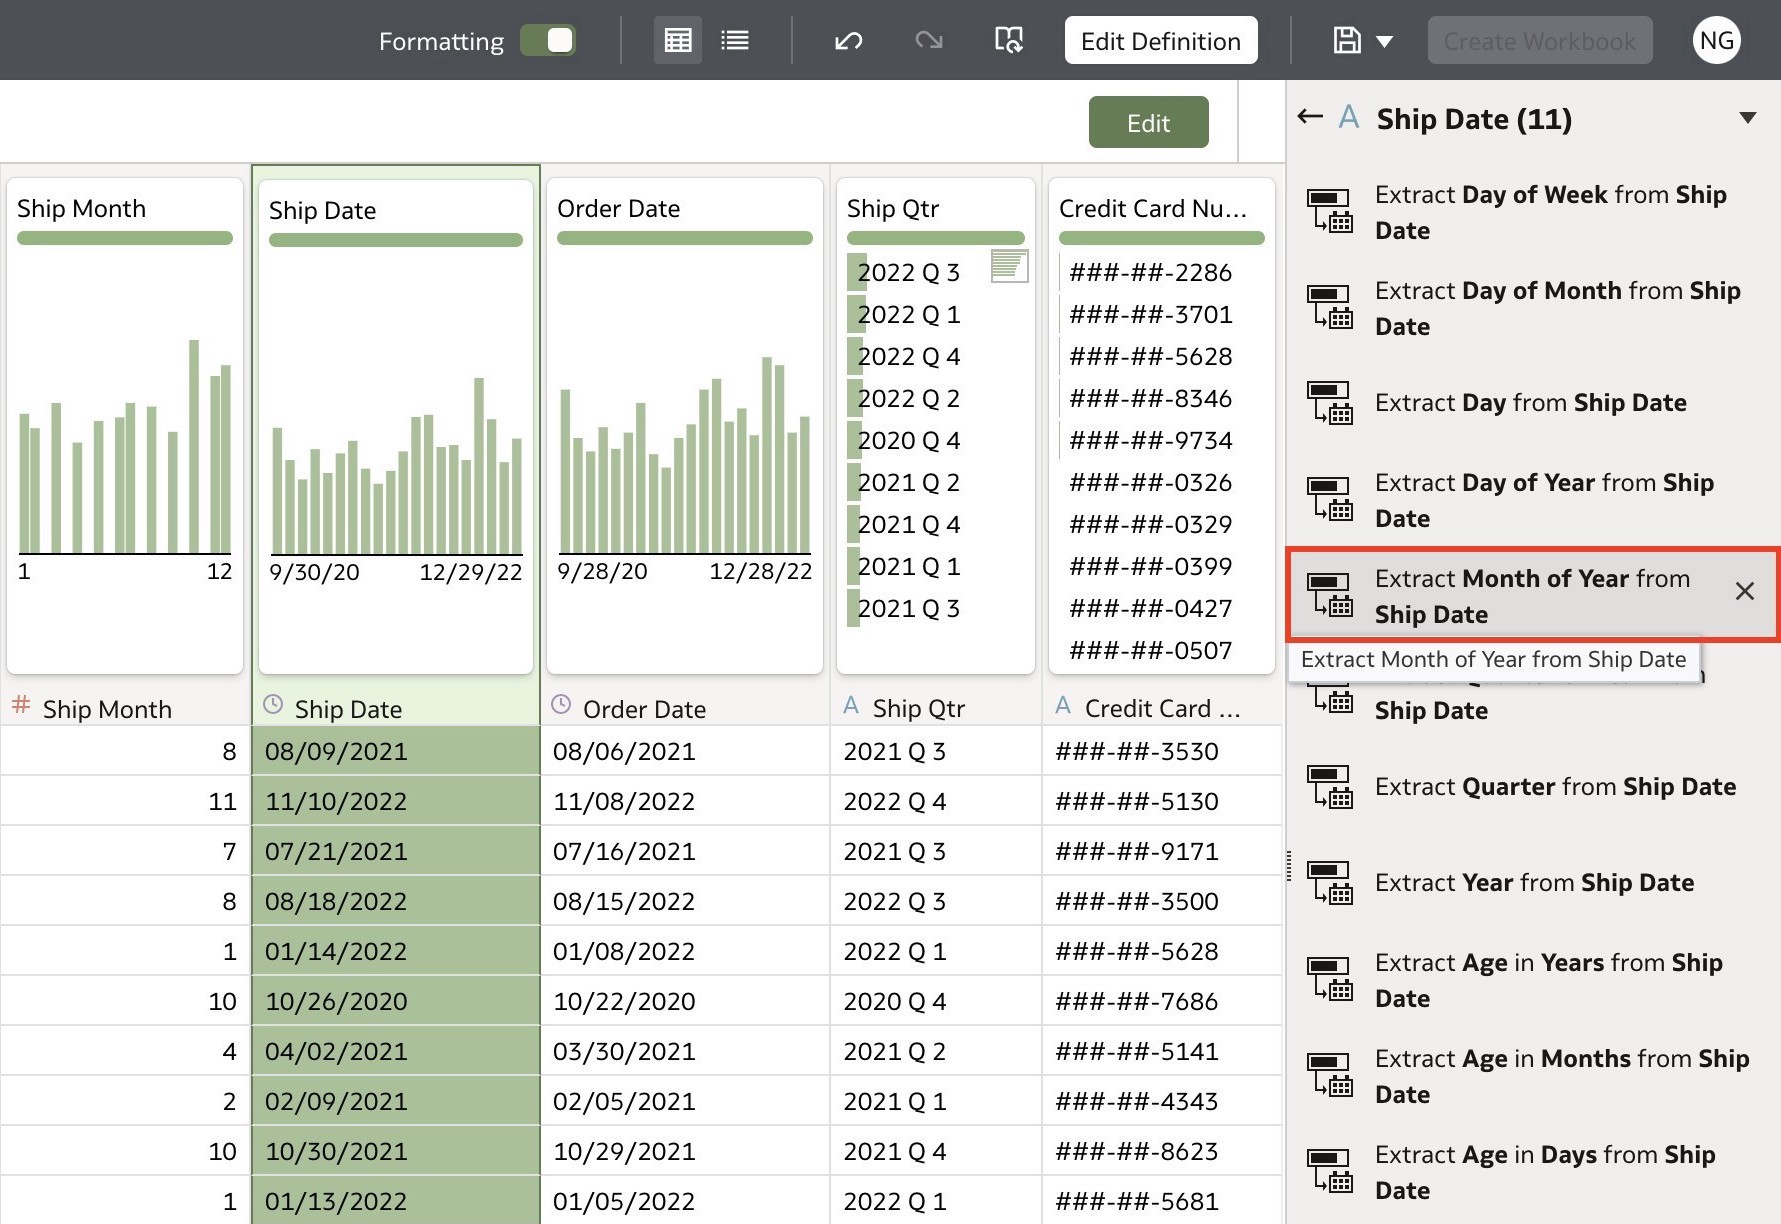 Formatting
Edit Definition
Create Workbook
NG
Edit
Ship Month
1 12
Ship Date
9/30/20 12/29/22
Order Date
9/28/20 12/28/22
Ship Qtr
2022 Q 3
2022 Q 1
2022 Q 4
2022 Q 2
2020 Q 4
2021 Q 2
2021 Q 4
2021 Q 1
2021 Q 3
Credit Card Nu...
###-##-2286
###-##-3701
###-##-5628
###-##-8346
###-##-9734
###-##-0326
###-##-0329
###-##-0399
###-##-0427
###-##-0507
# Ship Month Ship Date Order Date A Ship Qtr A Credit Card ...
8 08/09/2021 08/06/2021 2021 Q 3 ###-##-3530
11 11/10/2022 11/08/2022 2022 Q 4 ###-##-5130
7 07/21/2021 07/16/2021 2021 Q 3 ###-##-9171
8 08/18/2022 08/15/2022 2022 Q 3 ###-##-3500
1 01/14/2022 01/08/2022 2022 Q 1 ###-##-5628
10 10/26/2020 10/22/2020 2020 Q 4 ###-##-7686
4 04/02/2021 03/30/2021 2021 Q 2 ###-##-5141
2 02/09/2021 02/05/2021 2021 Q 1 ###-##-4343
10 10/30/2021 10/29/2021 2021 Q 4 ###-##-8623
1 01/13/2022 01/05/2022 2022 Q 1 ###-##-5681
A Ship Date (11)
Extract Day of Week from Ship
Date
Extract Day of Month from Ship
Date
Extract Day from Ship Date
Extract Day of Year from Ship
Date
Extract Month of Year from
Ship Date
Extract Month of Year from Ship Date
Ship Date
Extract Quarter from Ship Date
Extract Year from Ship Date
Extract Age in Years from Ship
Date
Extract Age in Months from Ship
Date
Extract Age in Days from Ship
Date